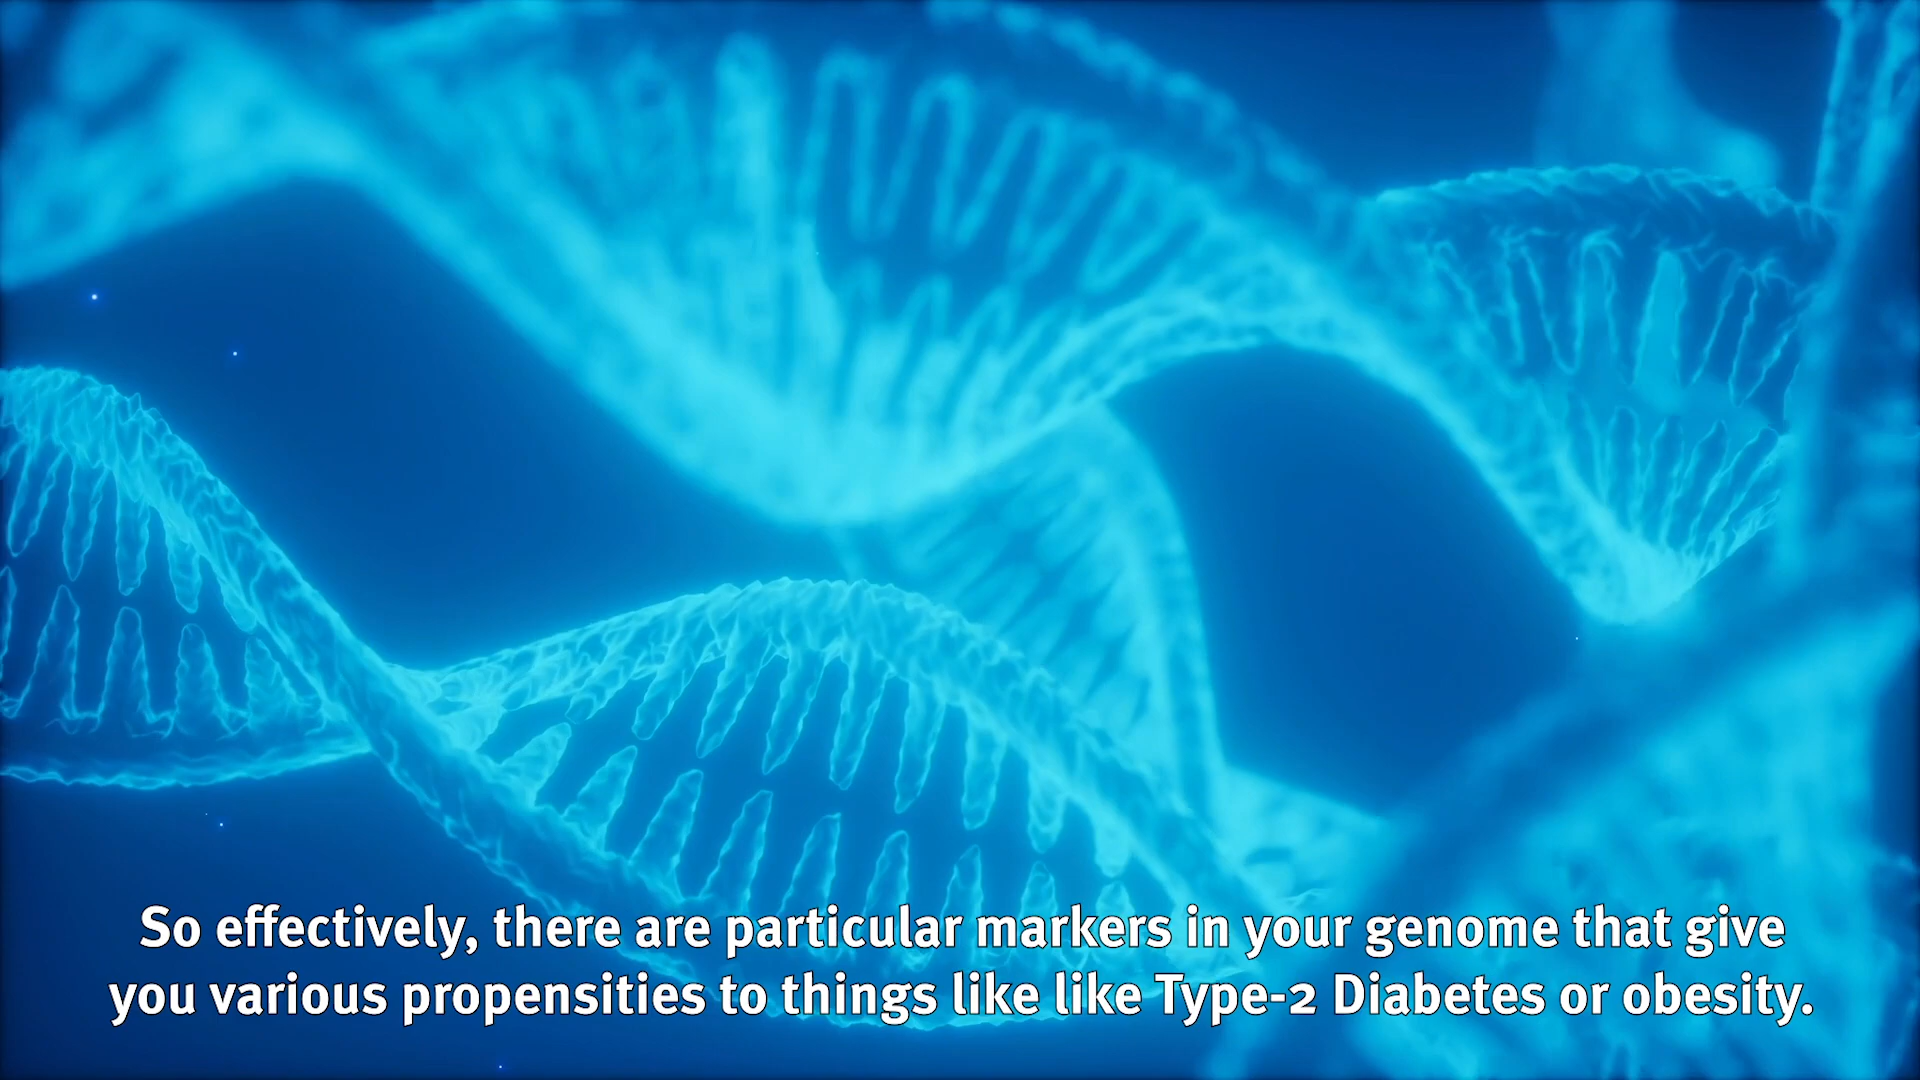 So effectively, there are particular markers in your genome that give
you various propensities to things like like Type-2 Diabetes or obesity.